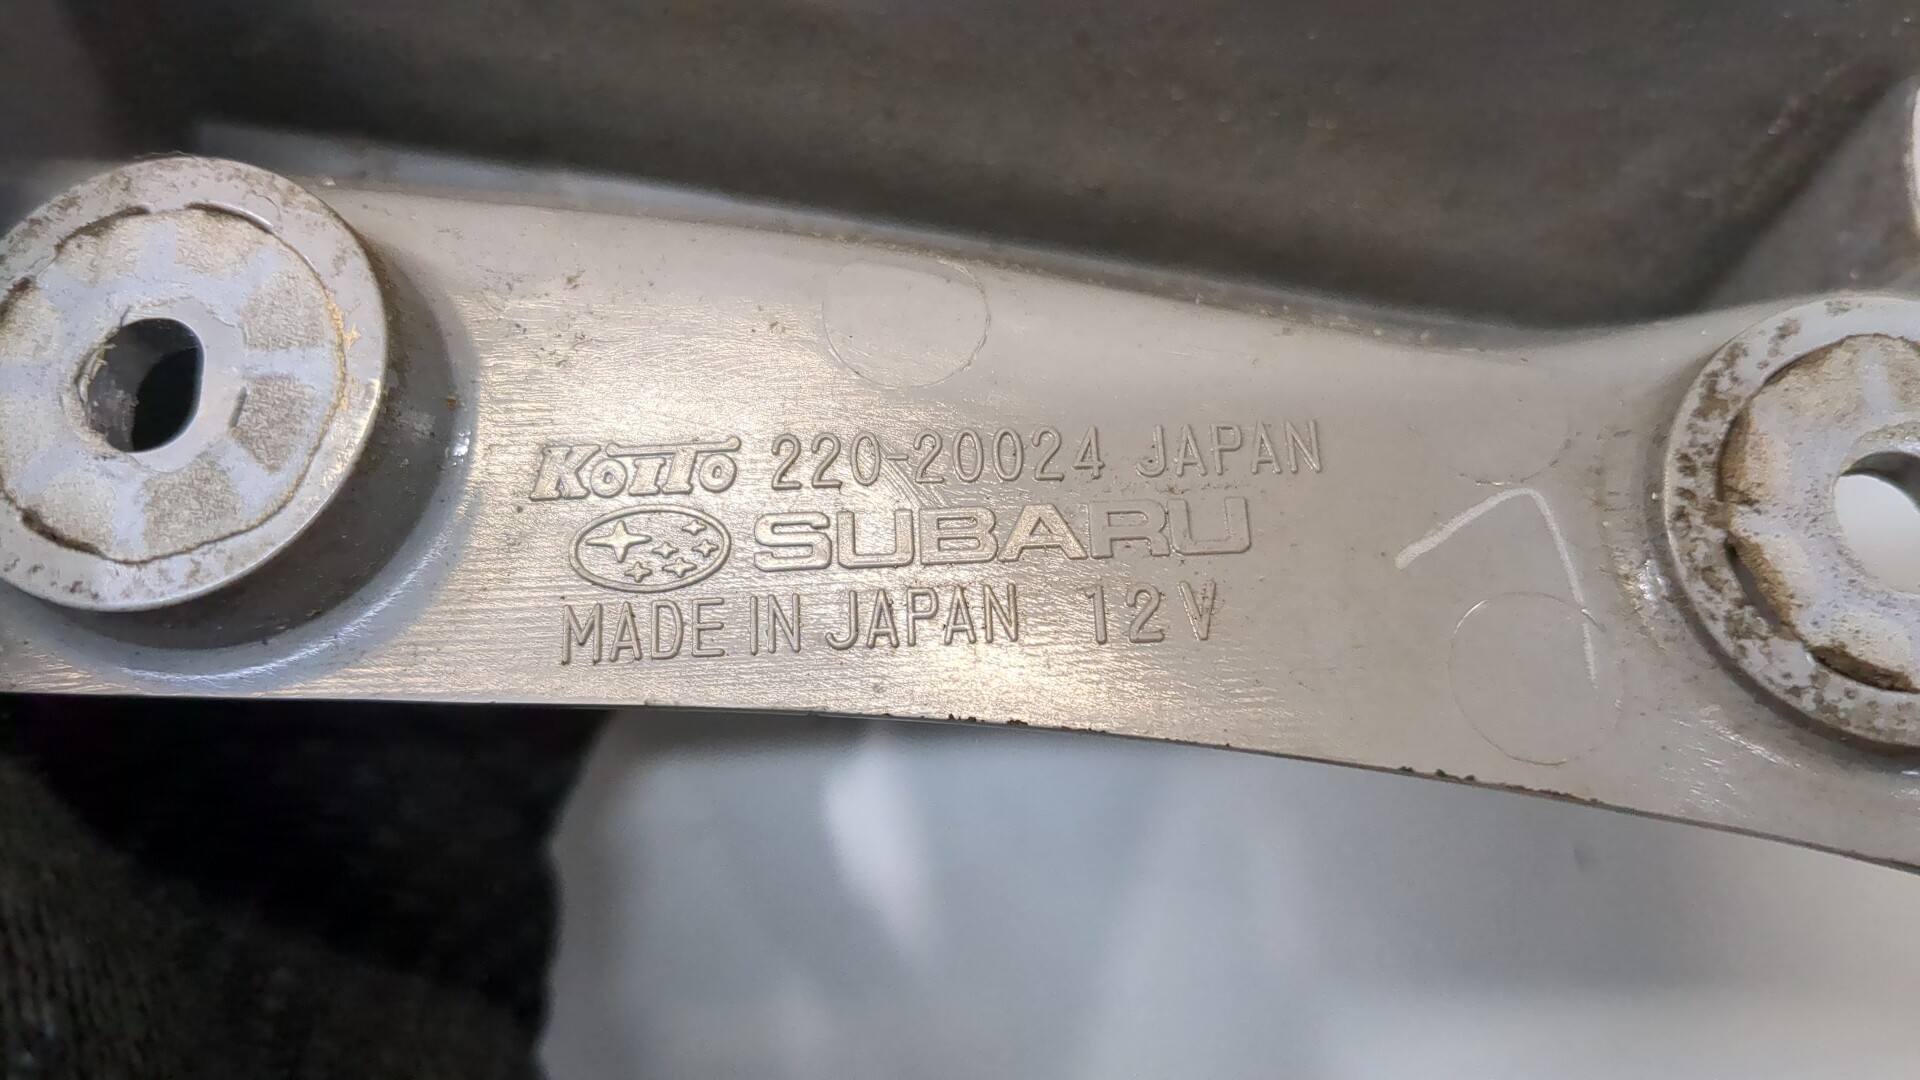 KOITO 220-20024 JAPAN
SUBARU
MADE IN JAPAN 12V